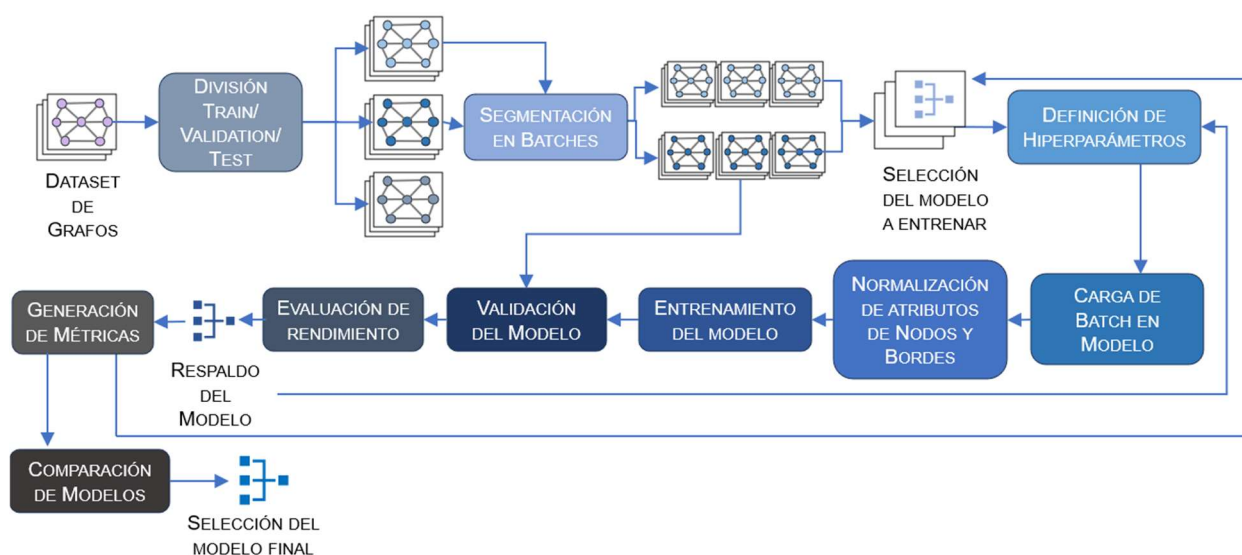 DATASET
DE
GRAFOS
DIVISIÓN
TRAIN/
VALIDATION/
TEST
SEGMENTACIÓN
EN BATCHES
SELECCIÓN
DEL MODELO
A ENTRENAR
DEFINICIÓN DE
HIPERPARÁMETROS
CARGA DE
BATCH EN
MODELO
NORMALIZACIÓN
DE ATRIBUTOS
DE NODOS Y
BORDES
ENTRENAMIENTO
DEL MODELO
VALIDACIÓN
DEL MODELO
EVALUACIÓN DE
RENDIMIENTO
RESPALDO
DEL
MODELO
GENERACIÓN
DE MÉTRICAS
COMPARACIÓN
DE MODELOS
SELECCIÓN DEL
MODELO FINAL